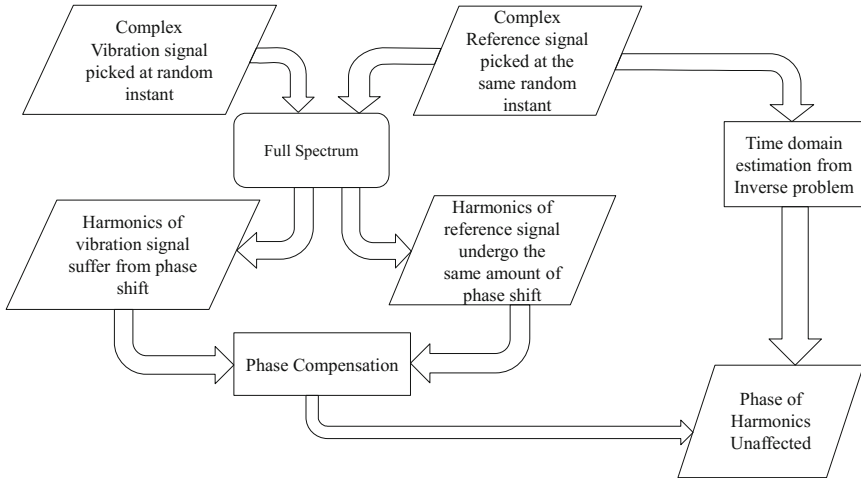 Complex
Vibration signal
picked at random
instant
Complex
Reference signal
picked at the
same random
instant
Full Spectrum
Time domain
estimation from
Inverse problem
Harmonics of
vibration signal
suffer from phase
shift
Harmonics of
reference signal
undergo the
same amount of
phase shift
Phase Compensation
Phase of
Harmonics
Unaffected